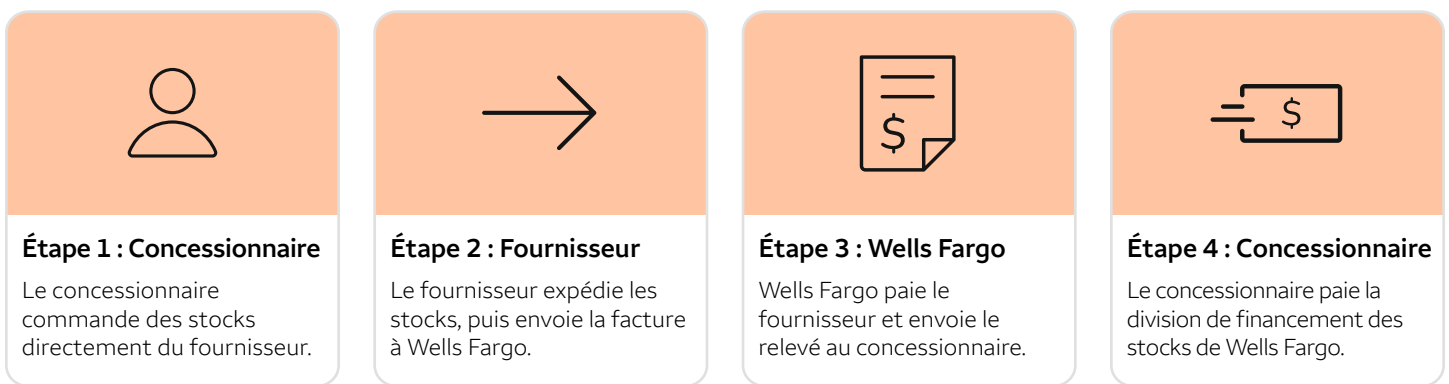 $
$
Étape 1 : Concessionnaire
Le concessionnaire
commande des stocks
directement du fournisseur.
Étape 2 : Fournisseur
Le fournisseur expédie les
stocks, puis envoie la facture
à Wells Fargo.
Étape 3 : Wells Fargo
Wells Fargo paie le
fournisseur et envoie le
relevé au concessionnaire.
Étape 4 : Concessionnaire
Le concessionnaire paie la
division de financement des
stocks de Wells Fargo.